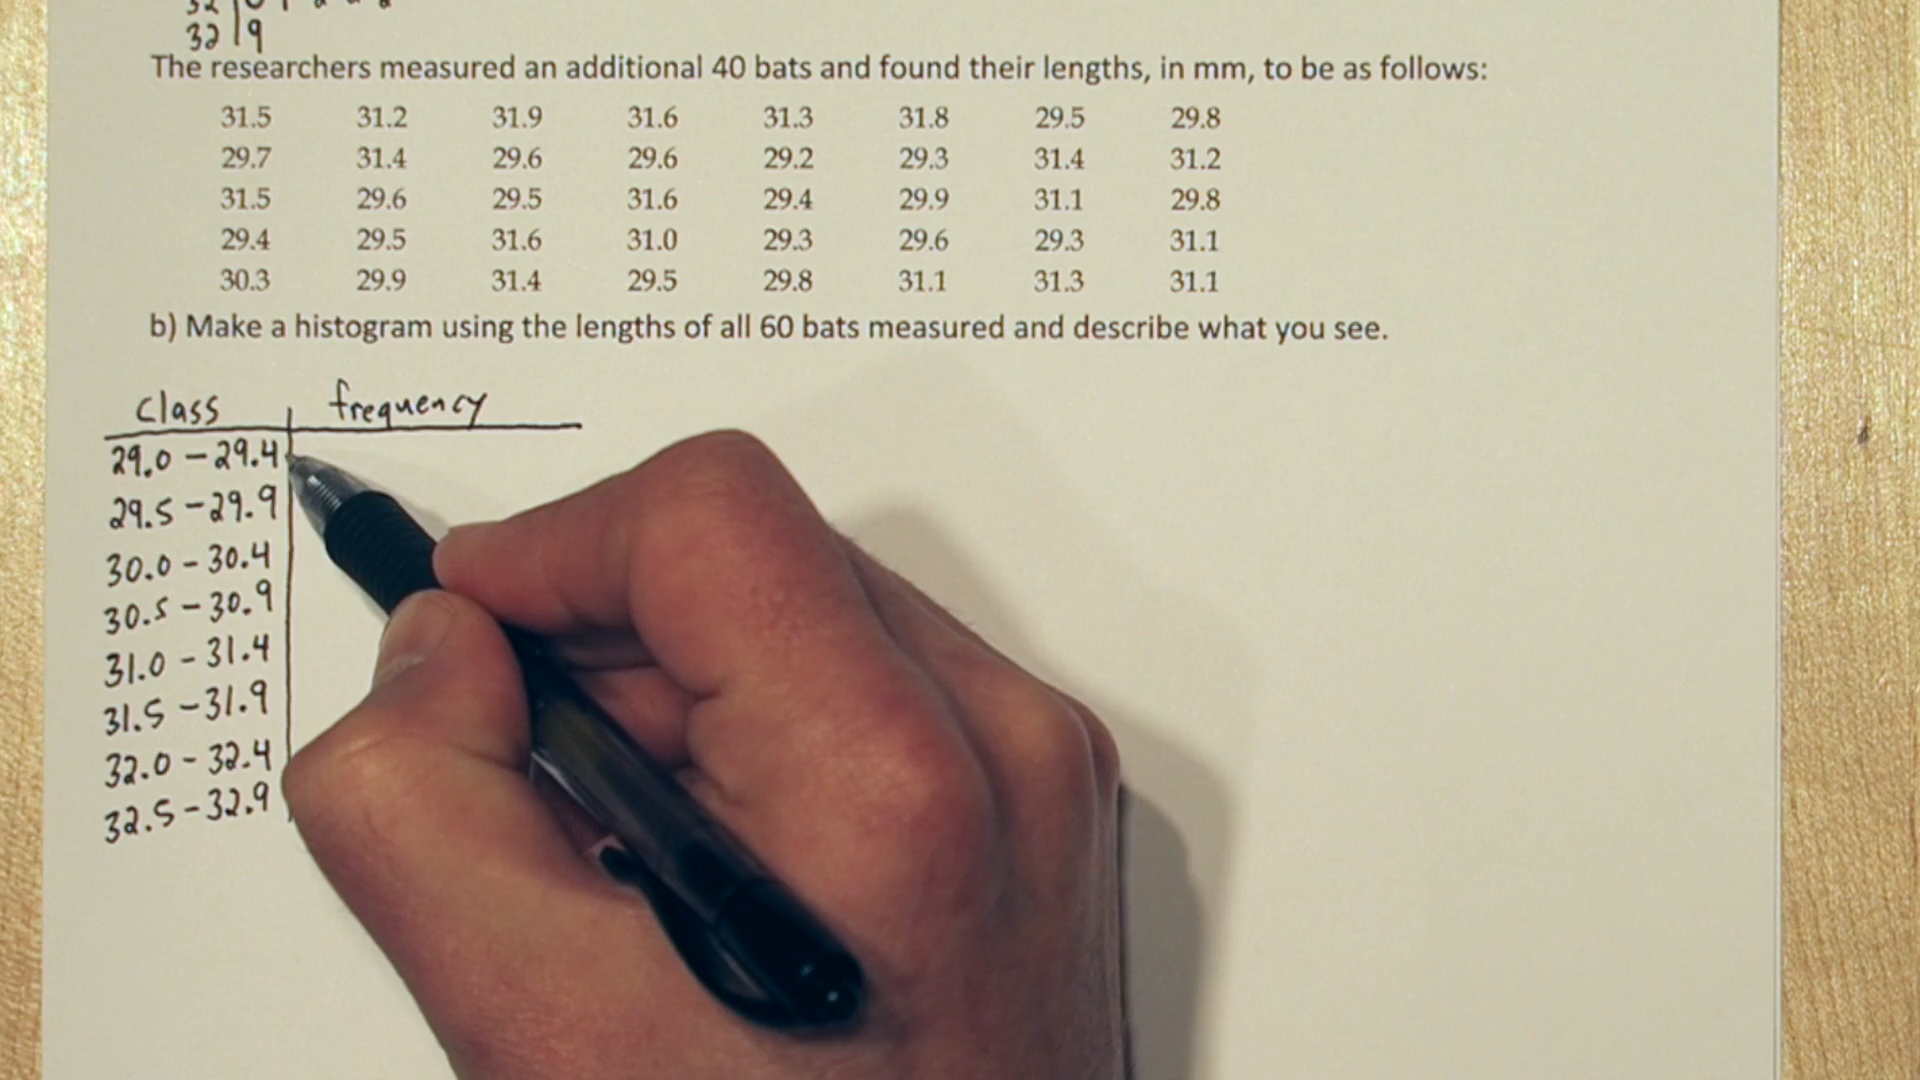 32 | 9
The researchers measured an additional 40 bats and found their lengths, in mm, to be as follows:
31.5 31.2 31.9 31.6 31.3 31.8 29.5 29.8
29.7 31.4 29.6 29.6 29.2 29.3 31.4 31.2
31.5 29.6 29.5 31.6 29.4 29.9 31.1 29.8
29.4 29.5 31.6 31.0 29.3 29.6 29.3 31.1
30.3 29.9 31.4 29.5 29.8 31.1 31.3 31.1
b) Make a histogram using the lengths of all 60 bats measured and describe what you see.
class frequency
29.0 - 29.4
29.5 - 29.9
30.0 - 30.4
30.5 - 30.9
31.0 - 31.4
31.5 - 31.9
32.0 - 32.4
32.5 - 32.9